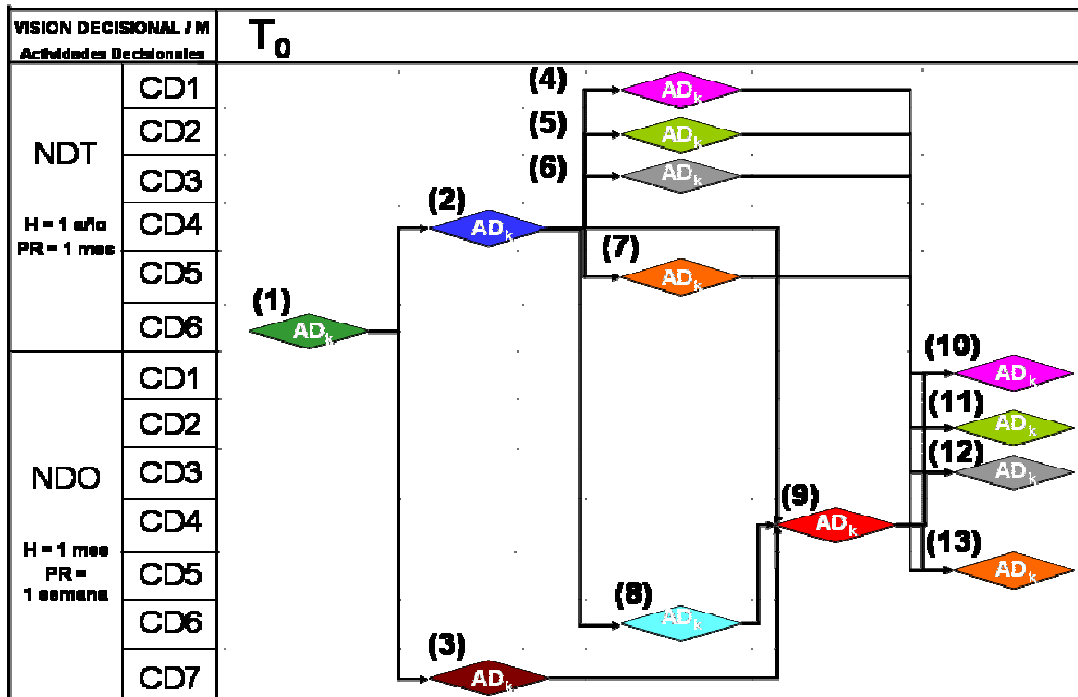 VISION DECISIONAL / M
Actividades Decisionales
T0
NDT
H = 1 año
PR = 1 mes
CD1
CD2
CD3
CD4
CD5
CD6
NDO
H = 1 mes
PR =
1 semana
CD1
CD2
CD3
CD4
CD5
CD6
CD7
(1) ADk
(2) ADk
(3) ADk
(4) ADk
(5) ADk
(6) ADk
(7) ADk
(8) ADk
(9) ADk
(10) ADk
(11) ADk
(12) ADk
(13) ADk